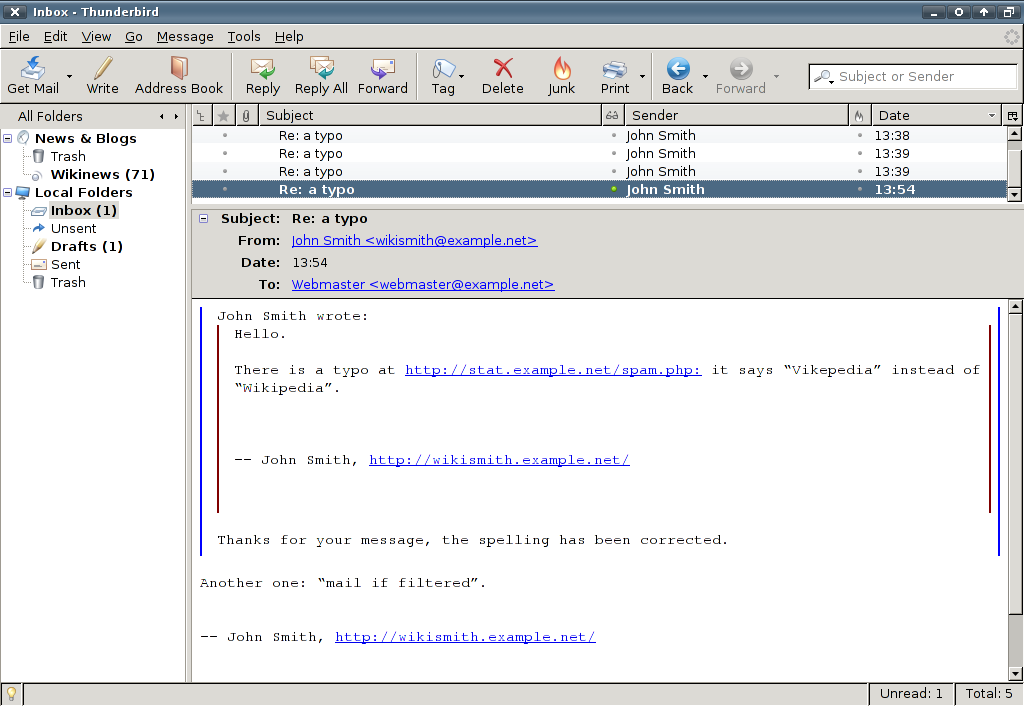 Inbox - Thunderbird
File Edit View Go Message Tools Help
Get Mail Write Address Book Reply Reply All Forward Tag Delete Junk Print Back Forward Subject or Sender
All Folders
News & Blogs
Trash
Wikinews (71)
Local Folders
Inbox (1)
Unsent
Drafts (1)
Sent
Trash
Subject Sender Date
Re: a typo John Smith 13:38
Re: a typo John Smith 13:39
Re: a typo John Smith 13:39
Re: a typo John Smith 13:54
Subject: Re: a typo
From: John Smith <wikismith@example.net>
Date: 13:54
To: Webmaster <webmaster@example.net>
John Smith wrote:
Hello.
There is a typo at http://stat.example.net/spam.php: it says “Vikepedia” instead of
“Wikipedia”.
-- John Smith, http://wikismith.example.net/
Thanks for your message, the spelling has been corrected.
Another one: “mail if filtered”.
-- John Smith, http://wikismith.example.net/
Unread: 1 Total: 5